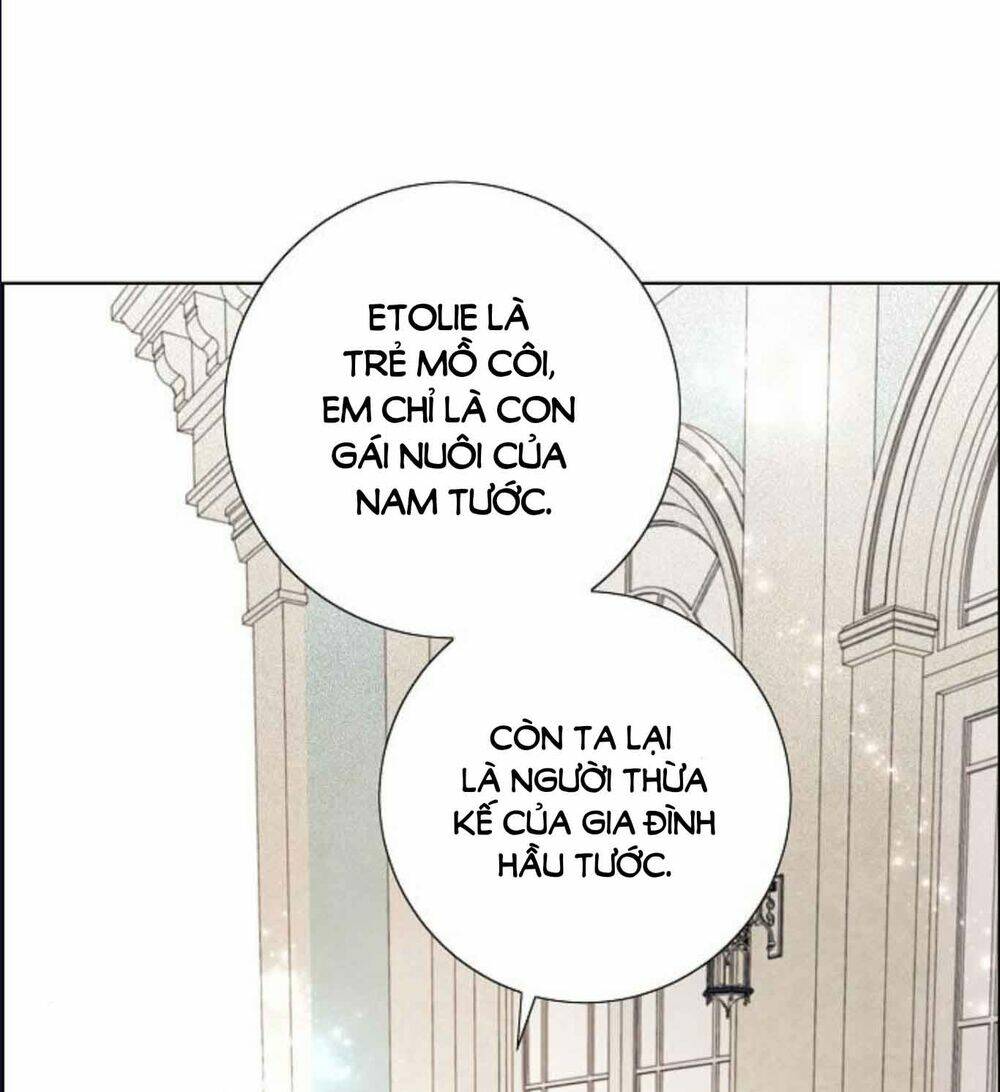 ETOLIE LÀ
TRẺ MỒ CÔI,
EM CHỈ LÀ CON
GÁI NUÔI CỦA
NAM TƯỚC.
CÒN TA LẠI
LÀ NGƯỜI THỪA
KẾ CỦA GIA ĐÌNH
HẦU TƯỚC.